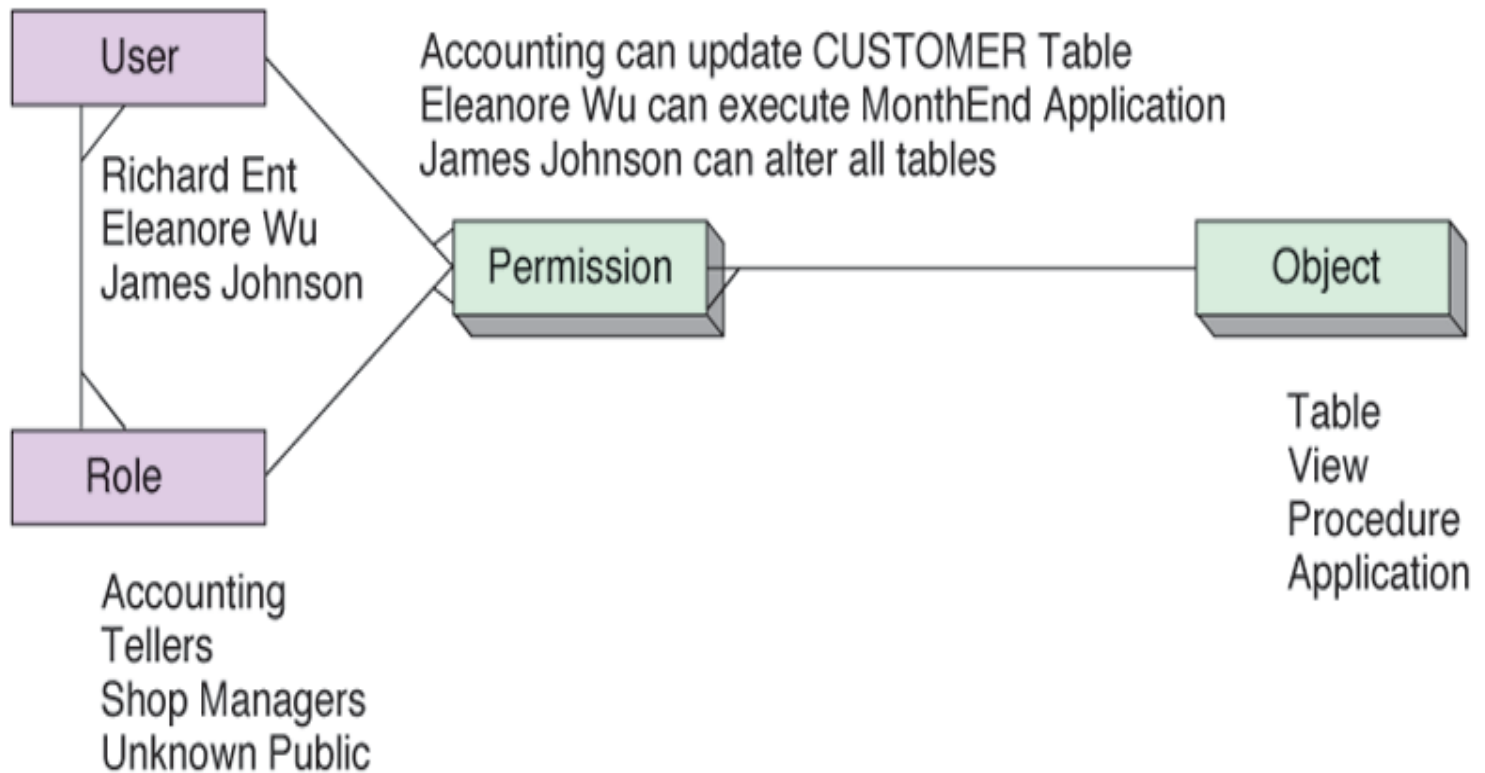 User
Accounting can update CUSTOMER Table
Eleanore Wu can execute MonthEnd Application
James Johnson can alter all tables
Richard Ent
Eleanore Wu
James Johnson
Permission
Object
Role
Table
View
Procedure
Application
Accounting
Tellers
Shop Managers
Unknown Public